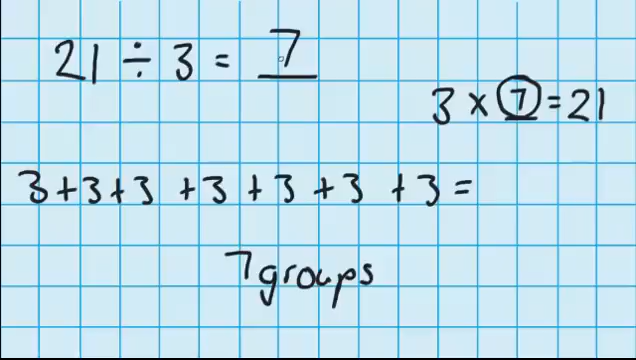 21 ÷ 3 = 7
3 x 7 = 21
3 + 3 + 3 + 3 + 3 + 3 + 3 =
7 groups